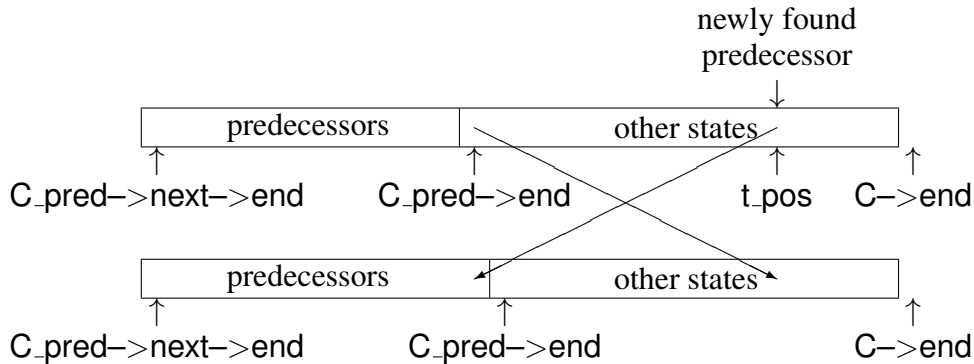 newly found
predecessor
predecessors other states
C_pred–>next–>end C_pred–>end t_pos C–>end
predecessors other states
C_pred–>next–>end C_pred–>end C–>end